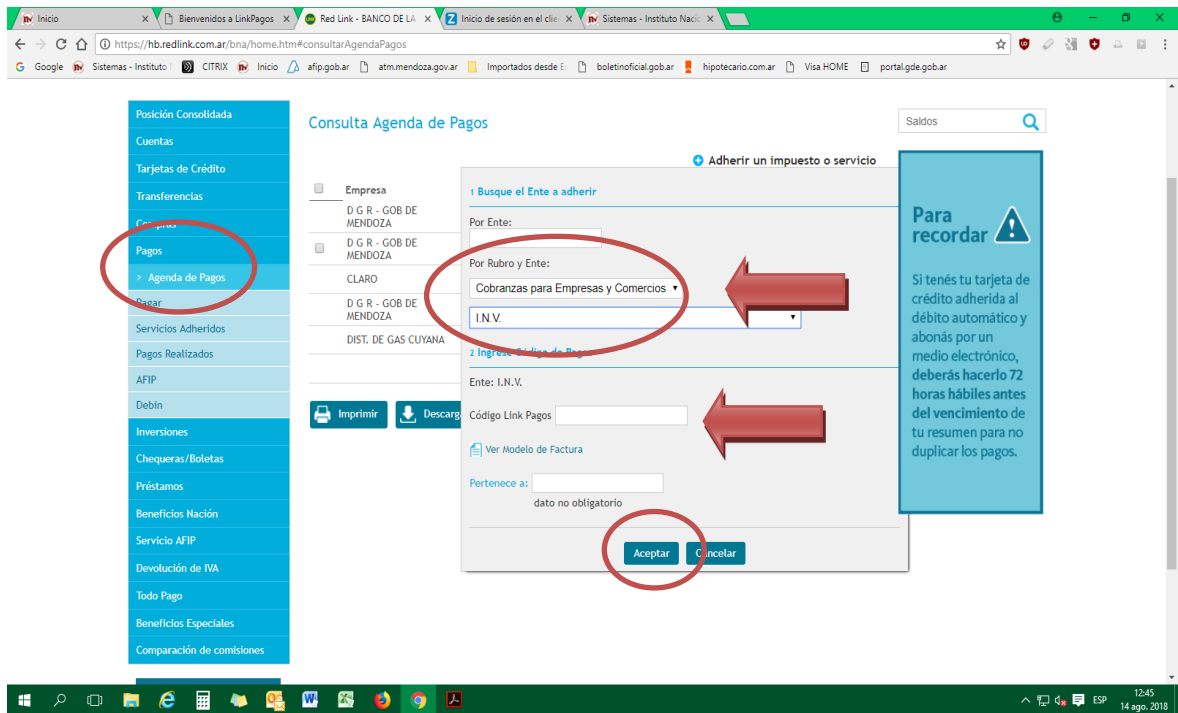 Inicio
Bienvenidos a LinkPagos
Red Link - BANCO DE LA
Inicio de sesión en el clie
Sistemas - Instituto Nacio
https://hb.redlink.com.ar/bna/home.htm#consultarAgendaPagos
Google
Sistemas - Instituto
CITRIX
Inicio
afip.gob.ar
atm.mendoza.gov.ar
Importados desde E
boletinoficial.gob.ar
hipotecario.com.ar
Visa HOME
portal.gde.gob.ar
Posición Consolidada
Cuentas
Tarjetas de Crédito
Transferencias
Compras
Pagos
> Agenda de Pagos
Pagar
Servicios Adheridos
Pagos Realizados
AFIP
Debin
Inversiones
Chequeras/Boletas
Préstamos
Beneficios Nación
Servicio AFIP
Devolución de IVA
Todo Pago
Beneficios Especiales
Comparación de comisiones
Consulta Agenda de Pagos
Adherir un impuesto o servicio
Empresa
D G R - GOB DE
MENDOZA
D G R - GOB DE
MENDOZA
CLARO
D G R - GOB DE
MENDOZA
DIST. DE GAS CUYANA
Imprimir
Descarg
1 Busque el Ente a adherir
Por Ente:
Por Rubro y Ente:
Cobranzas para Empresas y Comercios
I.N.V.
2 Ingrese Código de Pago
Ente: I.N.V.
Código Link Pagos
Ver Modelo de Factura
Pertenece a:
dato no obligatorio
Aceptar
Cancelar
Saldos
Para
recordar
Si tenés tu tarjeta de
crédito adherida al
débito automático y
abonás por un
medio electrónico,
deberás hacerlo 72
horas hábiles antes
del vencimiento de
tu resumen para no
duplicar los pagos.
ESP
12:45
14 ago. 2018